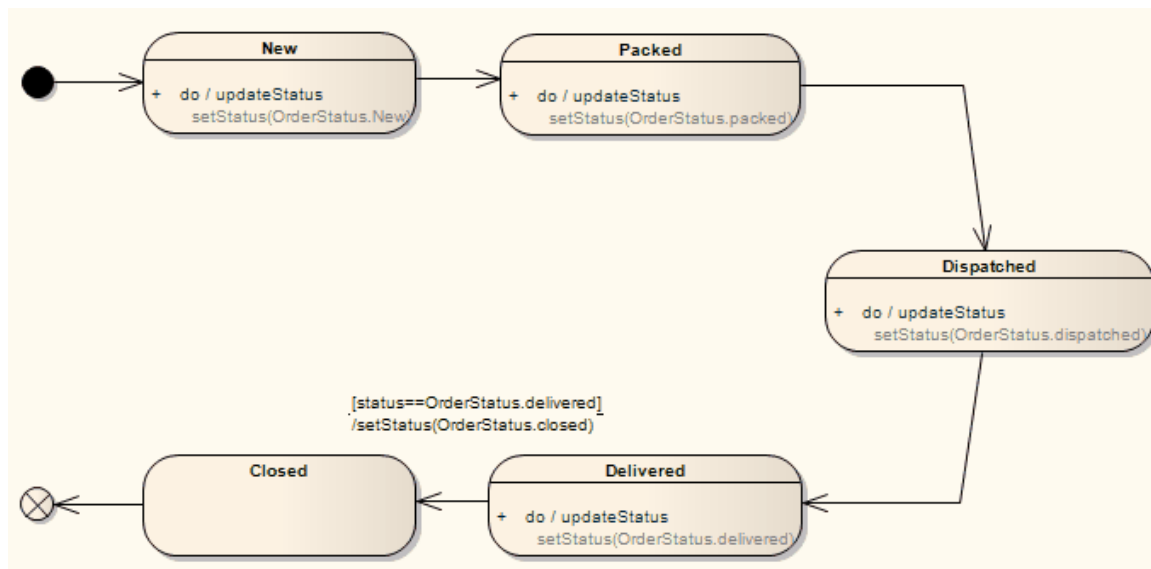 New
+ do / updateStatus
setStatus(OrderStatus.New)
Packed
+ do / updateStatus
setStatus(OrderStatus.packed)
Dispatched
+ do / updateStatus
setStatus(OrderStatus.dispatched)
[status==OrderStatus.delivered]
/setStatus(OrderStatus.closed)
Delivered
+ do / updateStatus
setStatus(OrderStatus.delivered)
Closed